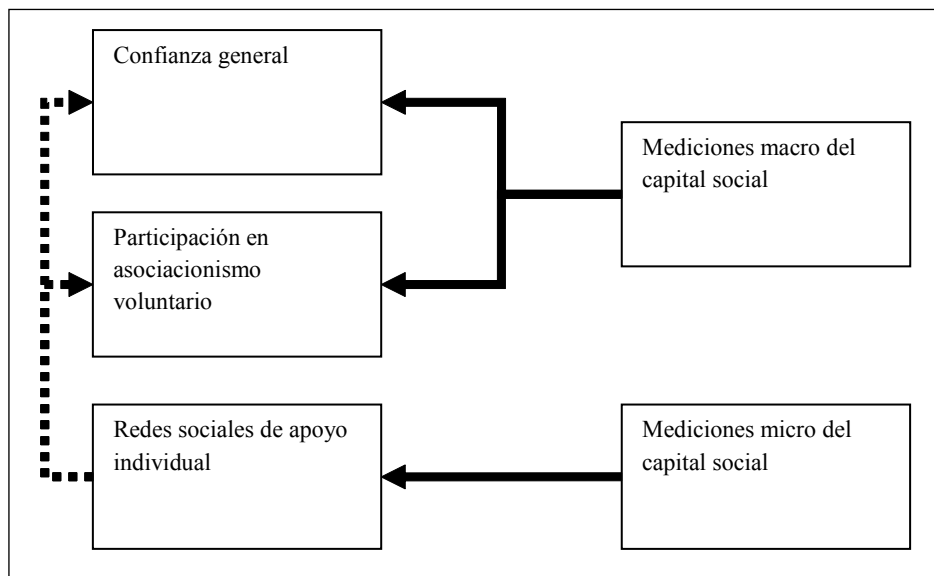 Confianza general
Mediciones macro del
capital social
Participación en
asociacionismo
voluntario
Redes sociales de apoyo
individual
Mediciones micro del
capital social